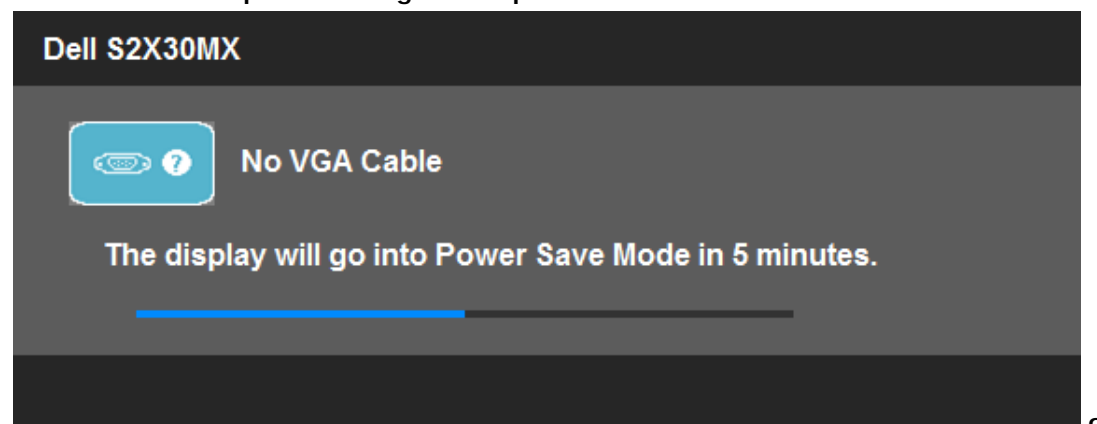 Dell S2X30MX
?
No VGA Cable
The display will go into Power Save Mode in 5 minutes.